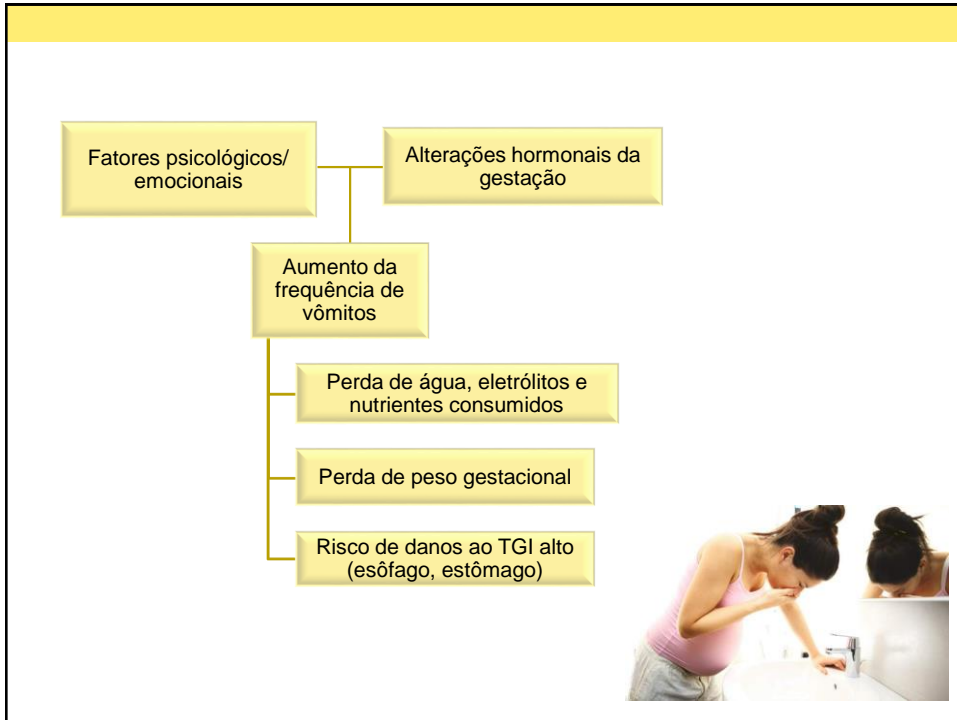 Fatores psicológicos/
emocionais
Alterações hormonais da
gestação
Aumento da
frequência de
vômitos
Perda de água, eletrólitos e
nutrientes consumidos
Perda de peso gestacional
Risco de danos ao TGI alto
(esôfago, estômago)